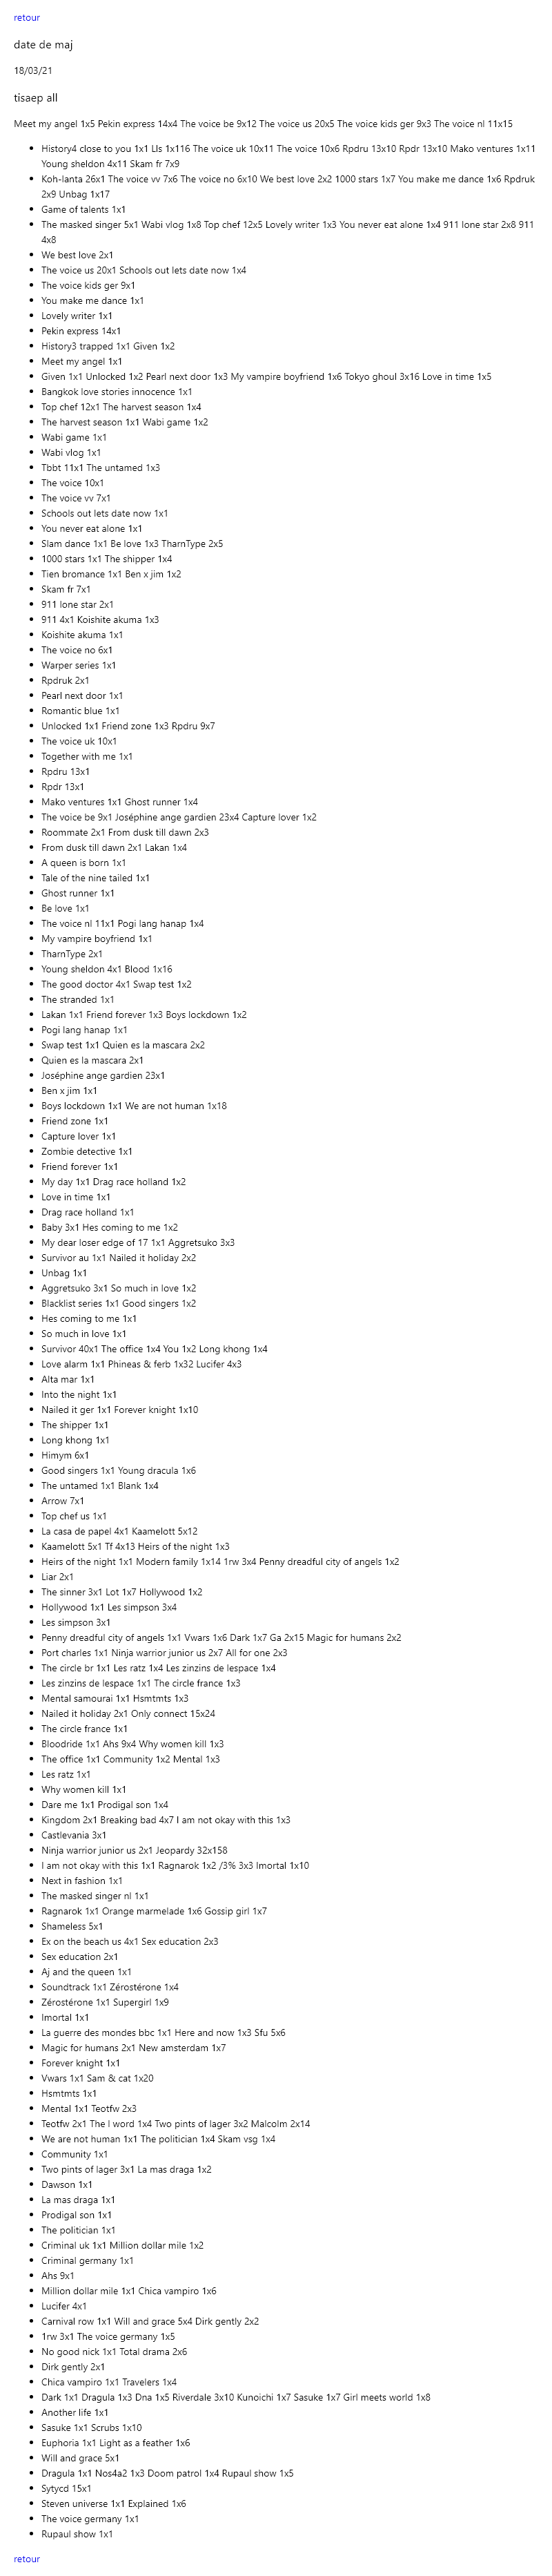 retour
date de maj
18/03/21
tisaep all
Meet my angel 1x5 Pekin express 14x4 The voice be 9x12 The voice us 20x5 The voice kids ger 9x3 The voice nl 11x15
History4 close to you 1x1 Lls 1x116 The voice uk 10x11 The voice 10x6 Rpdru 13x10 Rpdr 13x10 Mako ventures 1x11
Young sheldon 4x11 Skam fr 7x9
Koh-lanta 26x1 The voice vv 7x6 The voice no 6x10 We best love 2x2 1000 stars 1x7 You make me dance 1x6 Rpdruk
2x9 Unbag 1x17
Game of talents 1x1
The masked singer 5x1 Wabi vlog 1x8 Top chef 12x5 Lovely writer 1x3 You never eat alone 1x4 911 lone star 2x8 911
4x8
We best love 2x1
The voice us 20x1 Schools out lets date now 1x4
The voice kids ger 9x1
You make me dance 1x1
Lovely writer 1x1
Pekin express 14x1
History3 trapped 1x1 Given 1x2
Meet my angel 1x1
Given 1x1 Unlocked 1x2 Pearl next door 1x3 My vampire boyfriend 1x6 Tokyo ghoul 3x16 Love in time 1x5
Bangkok love stories innocence 1x1
Top chef 12x1 The harvest season 1x4
The harvest season 1x1 Wabi game 1x2
Wabi game 1x1
Wabi vlog 1x1
Tbbt 11x1 The untamed 1x3
The voice 10x1
The voice vv 7x1
Schools out lets date now 1x1
You never eat alone 1x1
Slam dance 1x1 Be love 1x3 TharnType 2x5
1000 stars 1x1 The shipper 1x4
Tien bromance 1x1 Ben x jim 1x2
Skam fr 7x1
911 lone star 2x1
911 4x1 Koishite akuma 1x3
Koishite akuma 1x1
The voice no 6x1
Warper series 1x1
Rpdruk 2x1
Pearl next door 1x1
Romantic blue 1x1
Unlocked 1x1 Friend zone 1x3 Rpdru 9x7
The voice uk 10x1
Together with me 1x1
Rpdru 13x1
Rpdr 13x1
Mako ventures 1x1 Ghost runner 1x4
The voice be 9x1 Joséphine ange gardien 23x4 Capture lover 1x2
Roommate 2x1 From dusk till dawn 2x3
From dusk till dawn 2x1 Lakan 1x4
A queen is born 1x1
Tale of the nine tailed 1x1
Ghost runner 1x1
Be love 1x1
The voice nl 11x1 Pogi lang hanap 1x4
My vampire boyfriend 1x1
TharnType 2x1
Young sheldon 4x1 Blood 1x16
The good doctor 4x1 Swap test 1x2
The stranded 1x1
Lakan 1x1 Friend forever 1x3 Boys lockdown 1x2
Pogi lang hanap 1x1
Swap test 1x1 Quien es la mascara 2x2
Quien es la mascara 2x1
Joséphine ange gardien 23x1
Ben x jim 1x1
Boys lockdown 1x1 We are not human 1x18
Friend zone 1x1
Capture lover 1x1
Zombie detective 1x1
Friend forever 1x1
My day 1x1 Drag race holland 1x2
Love in time 1x1
Drag race holland 1x1
Baby 3x1 Hes coming to me 1x2
My dear loser edge of 17 1x1 Aggretsuko 3x3
Survivor au 1x1 Nailed it holiday 2x2
Unbag 1x1
Aggretsuko 3x1 So much in love 1x2
Blacklist series 1x1 Good singers 1x2
Hes coming to me 1x1
So much in love 1x1
Survivor 40x1 The office 1x4 You 1x2 Long khong 1x4
Love alarm 1x1 Phineas & ferb 1x32 Lucifer 4x3
Alta mar 1x1
Into the night 1x1
Nailed it ger 1x1 Forever knight 1x10
The shipper 1x1
Long khong 1x1
Himym 6x1
Good singers 1x1 Young dracula 1x6
The untamed 1x1 Blank 1x4
Arrow 7x1
Top chef us 1x1
La casa de papel 4x1 Kaamelott 5x12
Kaamelott 5x1 Tf 4x13 Heirs of the night 1x3
Heirs of the night 1x1 Modern family 1x14 1rw 3x4 Penny dreadful city of angels 1x2
Liar 2x1
The sinner 3x1 Lot 1x7 Hollywood 1x2
Hollywood 1x1 Les simpson 3x4
Les simpson 3x1
Penny dreadful city of angels 1x1 Vwars 1x6 Dark 1x7 Ga 2x15 Magic for humans 2x2
Port charles 1x1 Ninja warrior junior us 2x7 All for one 2x3
The circle br 1x1 Les ratz 1x4 Les zinzins de lespace 1x4
Les zinzins de lespace 1x1 The circle france 1x3
Mental samourai 1x1 Hsmtmts 1x3
Nailed it holiday 2x1 Only connect 15x24
The circle france 1x1
Bloodride 1x1 Ahs 9x4 Why women kill 1x3
The office 1x1 Community 1x2 Mental 1x3
Les ratz 1x1
Why women kill 1x1
Dare me 1x1 Prodigal son 1x4
Kingdom 2x1 Breaking bad 4x7 I am not okay with this 1x3
Castlevania 3x1
Ninja warrior junior us 2x1 Jeopardy 32x158
I am not okay with this 1x1 Ragnarok 1x2 /3% 3x3 Imortal 1x10
Next in fashion 1x1
The masked singer nl 1x1
Ragnarok 1x1 Orange marmelade 1x6 Gossip girl 1x7
Shameless 5x1
Ex on the beach us 4x1 Sex education 2x3
Sex education 2x1
Aj and the queen 1x1
Soundtrack 1x1 Zérostérone 1x4
Zérostérone 1x1 Supergirl 1x9
Imortal 1x1
La guerre des mondes bbc 1x1 Here and now 1x3 Sfu 5x6
Magic for humans 2x1 New amsterdam 1x7
Forever knight 1x1
Vwars 1x1 Sam & cat 1x20
Hsmtmts 1x1
Mental 1x1 Teotfw 2x3
Teotfw 2x1 The l word 1x4 Two pints of lager 3x2 Malcolm 2x14
We are not human 1x1 The politician 1x4 Skam vsg 1x4
Community 1x1
Two pints of lager 3x1 La mas draga 1x2
Dawson 1x1
La mas draga 1x1
Prodigal son 1x1
The politician 1x1
Criminal uk 1x1 Million dollar mile 1x2
Criminal germany 1x1
Ahs 9x1
Million dollar mile 1x1 Chica vampiro 1x6
Lucifer 4x1
Carnival row 1x1 Will and grace 5x4 Dirk gently 2x2
1rw 3x1 The voice germany 1x5
No good nick 1x1 Total drama 2x6
Dirk gently 2x1
Chica vampiro 1x1 Travelers 1x4
Dark 1x1 Dragula 1x3 Dna 1x5 Riverdale 3x10 Kunoichi 1x7 Sasuke 1x7 Girl meets world 1x8
Another life 1x1
Sasuke 1x1 Scrubs 1x10
Euphoria 1x1 Light as a feather 1x6
Will and grace 5x1
Dragula 1x1 Nos4a2 1x3 Doom patrol 1x4 Rupaul show 1x5
Sytycd 15x1
Steven universe 1x1 Explained 1x6
The voice germany 1x1
Rupaul show 1x1
retour